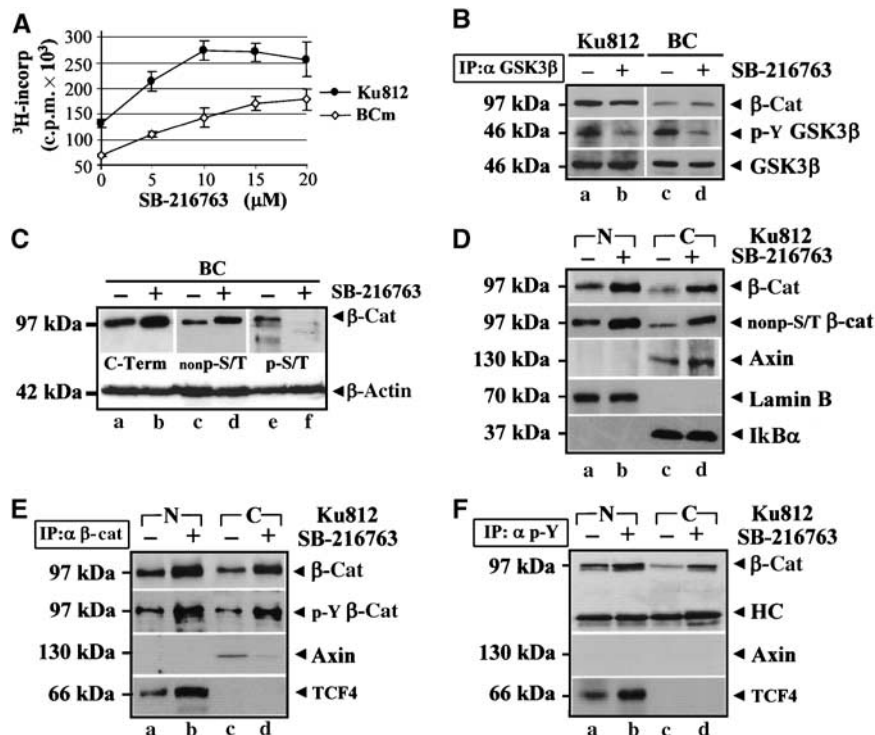 A
³H-incorp
(c.p.m. × 10³)
300
250
200
150
100
50
0 5 10 15 20
SB-216763 (μM)
Ku812
BCm
B
Ku812 BC
IP:α GSK3β
– + – + SB-216763
97 kDa β-Cat
46 kDa p-Y GSK3β
46 kDa GSK3β
a b c d
C
BC
– + – + – + SB-216763
97 kDa β-Cat
C-Term nonp-S/T p-S/T
42 kDa β-Actin
a b c d e f
D
N C Ku812
– + – + SB-216763
97 kDa β-Cat
97 kDa nonp-S/T β-cat
130 kDa Axin
70 kDa Lamin B
37 kDa IkBα
a b c d
E
IP:α β-cat
N C Ku812
– + – + SB-216763
97 kDa β-Cat
97 kDa p-Y β-Cat
130 kDa Axin
66 kDa TCF4
a b c d
F
IP: α p-Y
N C Ku812
– + – + SB-216763
97 kDa β-Cat
HC
130 kDa Axin
66 kDa TCF4
a b c d